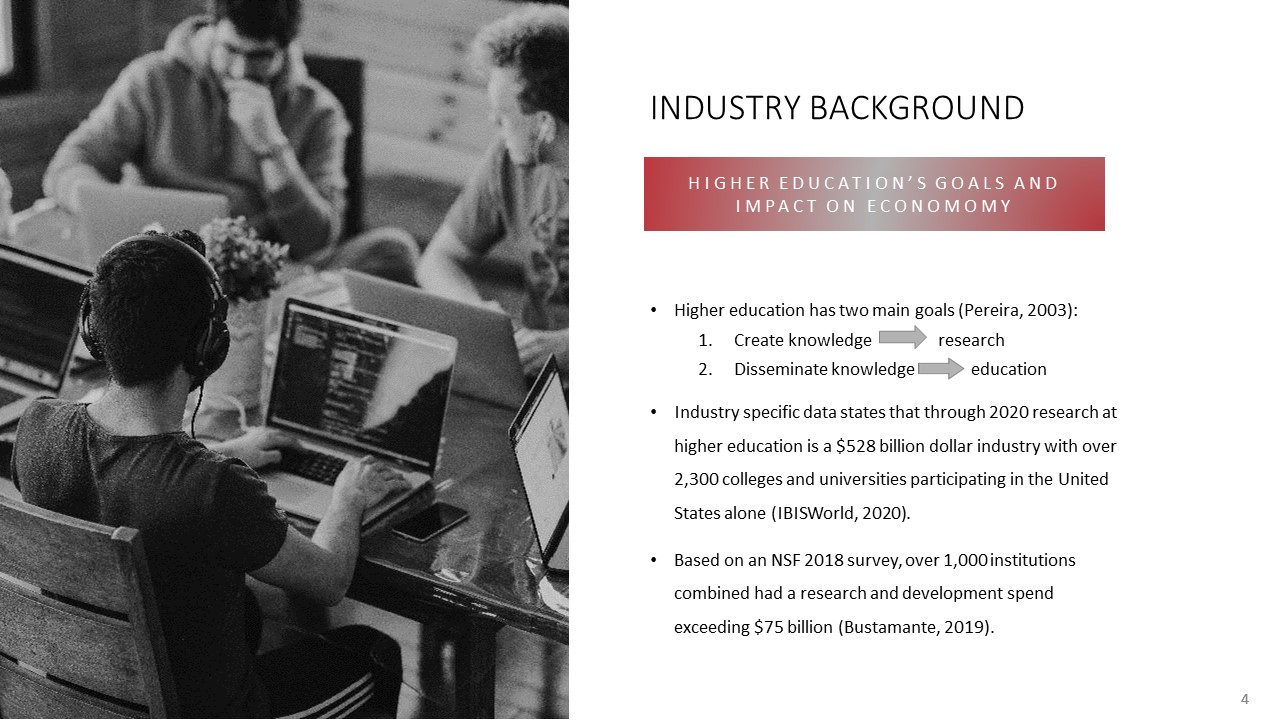 INDUSTRY BACKGROUND
HIGHER EDUCATION’S GOALS AND
IMPACT ON ECONOMOMY
• Higher education has two main goals (Pereira, 2003):
1. Create knowledge research
2. Disseminate knowledge education
• Industry specific data states that through 2020 research at
higher education is a $528 billion dollar industry with over
2,300 colleges and universities participating in the United
States alone (IBISWorld, 2020).
• Based on an NSF 2018 survey, over 1,000 institutions
combined had a research and development spend
exceeding $75 billion (Bustamante, 2019).
4